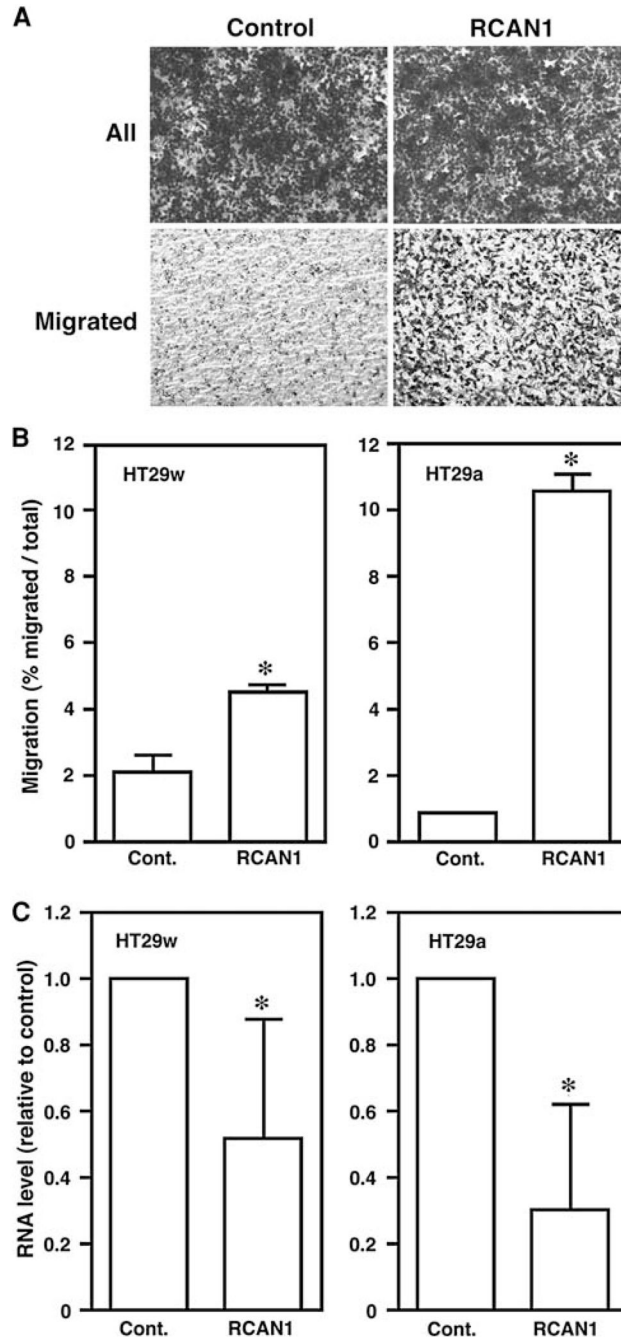 A
Control RCAN1
All
Migrated
B
Migration (% migrated / total)
12
10
8
6
4
2
0
HT29w
*
Cont. RCAN1
12
10
8
6
4
2
0
HT29a
*
Cont. RCAN1
C
RNA level (relative to control)
1.2
1.0
0.8
0.6
0.4
0.2
0
HT29w
*
Cont. RCAN1
1.2
1.0
0.8
0.6
0.4
0.2
0
HT29a
*
Cont. RCAN1